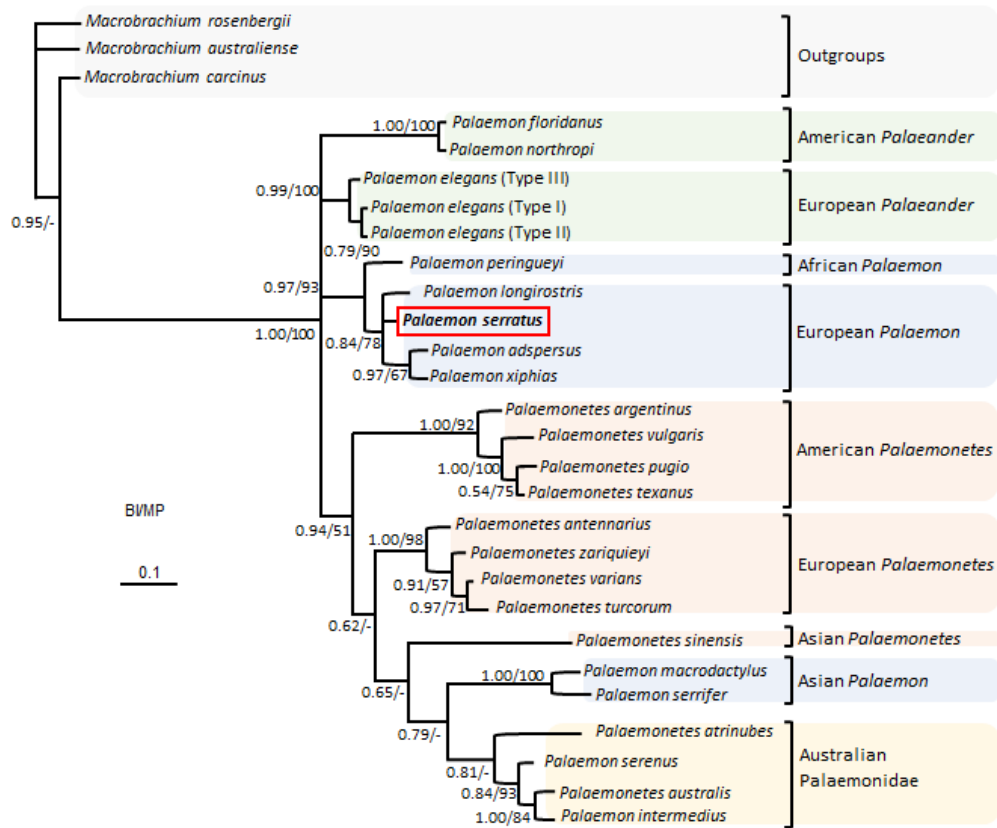 Macrobrachium rosenbergii
Macrobrachium australiense
Macrobrachium carcinus
Outgroups
0.95/-
1.00/100
Palaemon floridanus
Palaemon northropi
American Palaeander
0.99/100
Palaemon elegans (Type III)
Palaemon elegans (Type I)
Palaemon elegans (Type II)
European Palaeander
0.79/90
Palaemon peringueyi
African Palaemon
0.97/93
Palaemon longirostris
Palaemon serratus
European Palaemon
1.00/100
0.84/78
Palaemon adspersus
0.97/67
Palaemon xiphias
Palaemonetes argentinus
1.00/92
Palaemonetes vulgaris
American Palaemonetes
1.00/100
Palaemonetes pugio
0.54/75
Palaemonetes texanus
BI/MP
0.1
0.94/51
Palaemonetes antennarius
1.00/98
Palaemonetes zariquieyi
European Palaemonetes
0.91/57
Palaemonetes varians
0.97/71
Palaemonetes turcorum
0.62/-
Palaemonetes sinensis
Asian Palaemonetes
0.65/-
1.00/100
Palaemon macrodactylus
Palaemon serrifer
Asian Palaemon
0.79/-
Palaemonetes atrinubes
0.81/-
Palaemon serenus
Australian
Palaemonidae
0.84/93
Palaemonetes australis
1.00/84
Palaemon intermedius